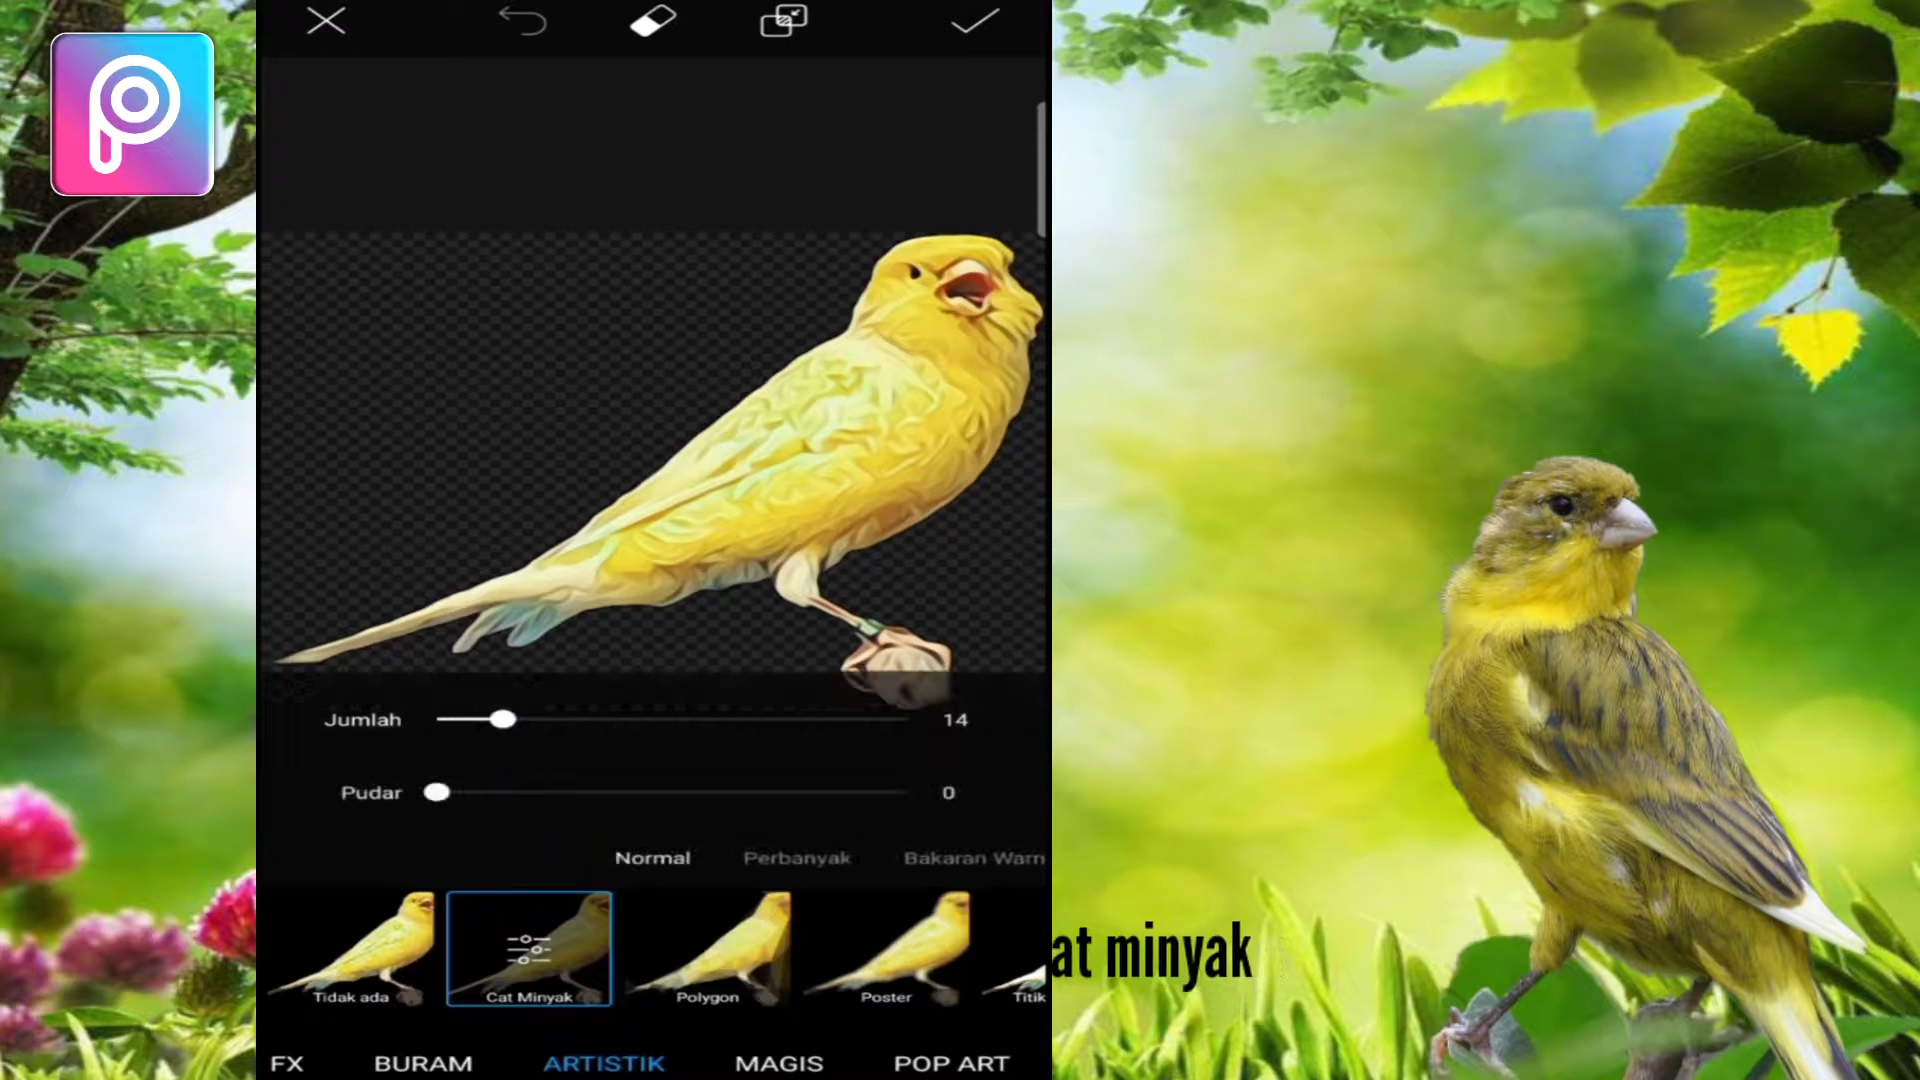 Jumlah 14
Pudar 0
Normal Perbanyak Bakaran Warn
Tidak ada Cat Minyak Polygon Poster Titik
at minyak
FX BURAM ARTISTIK MAGIS POP ART